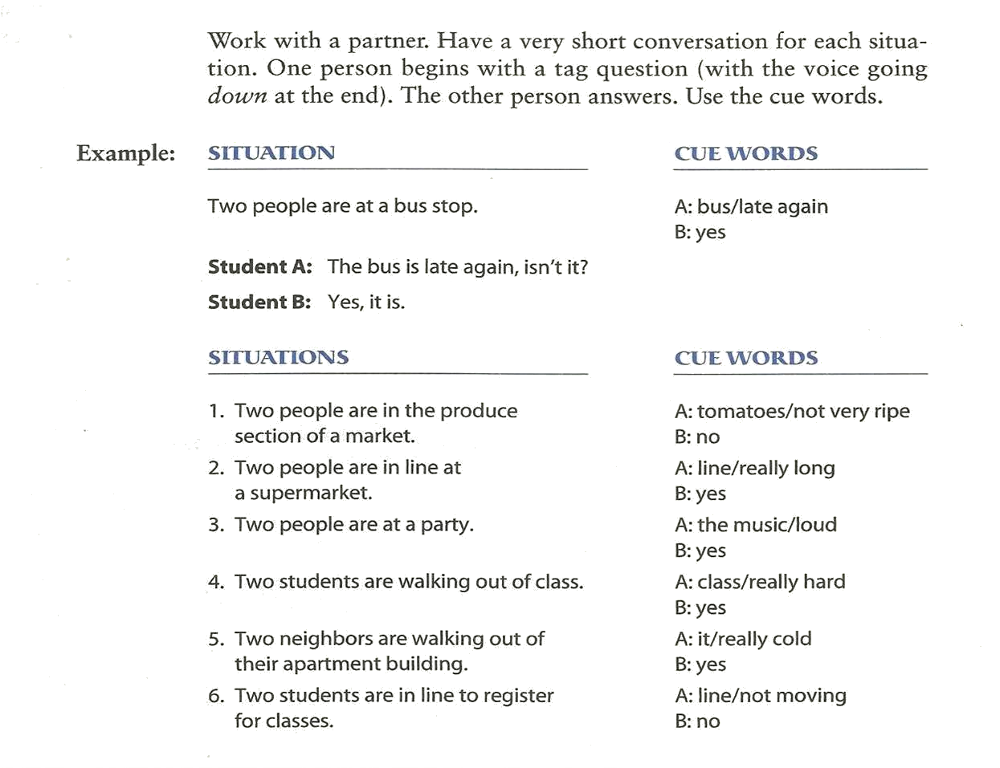 Work with a partner. Have a very short conversation for each situa-
tion. One person begins with a tag question (with the voice going
down at the end). The other person answers. Use the cue words.
Example: SITUATION CUE WORDS
Two people are at a bus stop. A: bus/late again
B: yes
Student A: The bus is late again, isn't it?
Student B: Yes, it is.
SITUATIONS CUE WORDS
1. Two people are in the produce A: tomatoes/not very ripe
section of a market. B: no
2. Two people are in line at A: line/really long
a supermarket. B: yes
3. Two people are at a party. A: the music/loud
B: yes
4. Two students are walking out of class. A: class/really hard
B: yes
5. Two neighbors are walking out of A: it/really cold
their apartment building. B: yes
6. Two students are in line to register A: line/not moving
for classes. B: no